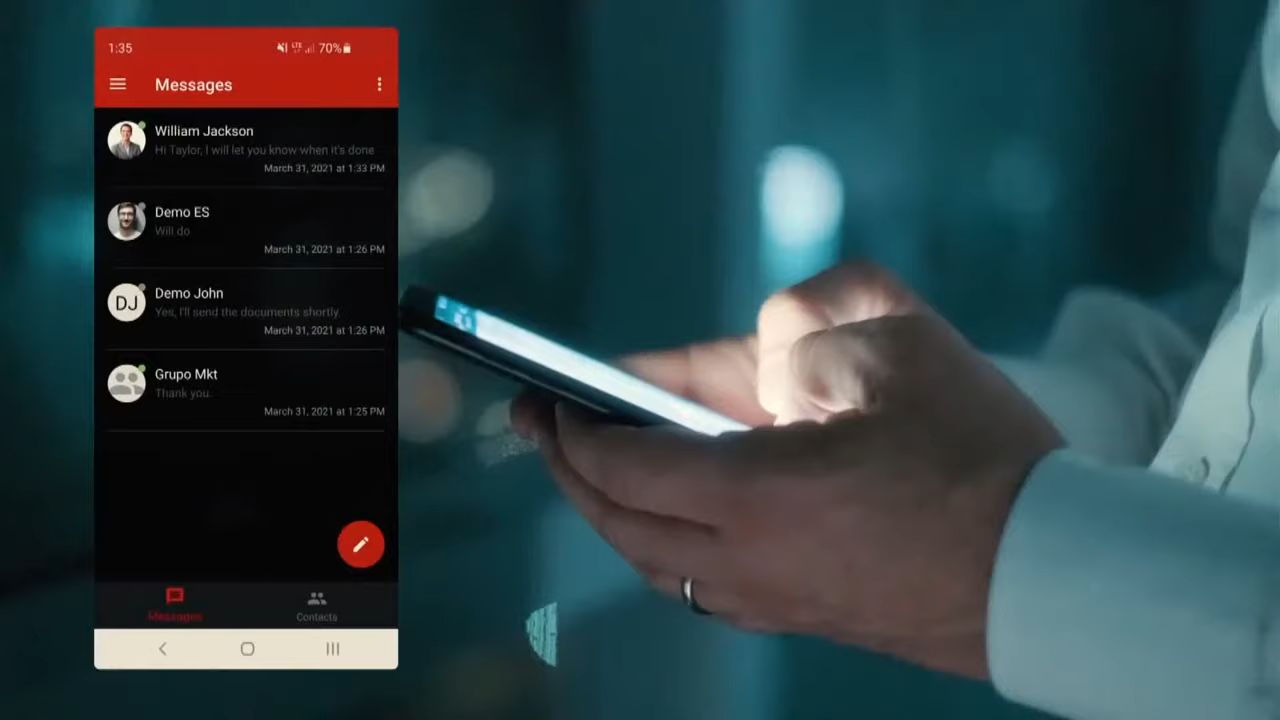 1:35 LTE 70%
Messages
William Jackson
Hi Taylor, I will let you know when it's done
March 31, 2021 at 1:33 PM
Demo ES
Will do
March 31, 2021 at 1:26 PM
DJ
Demo John
Yes, I'll send the documents shortly.
March 31, 2021 at 1:26 PM
Grupo Mkt
Thank you.
March 31, 2021 at 1:25 PM
Messages
Contacts